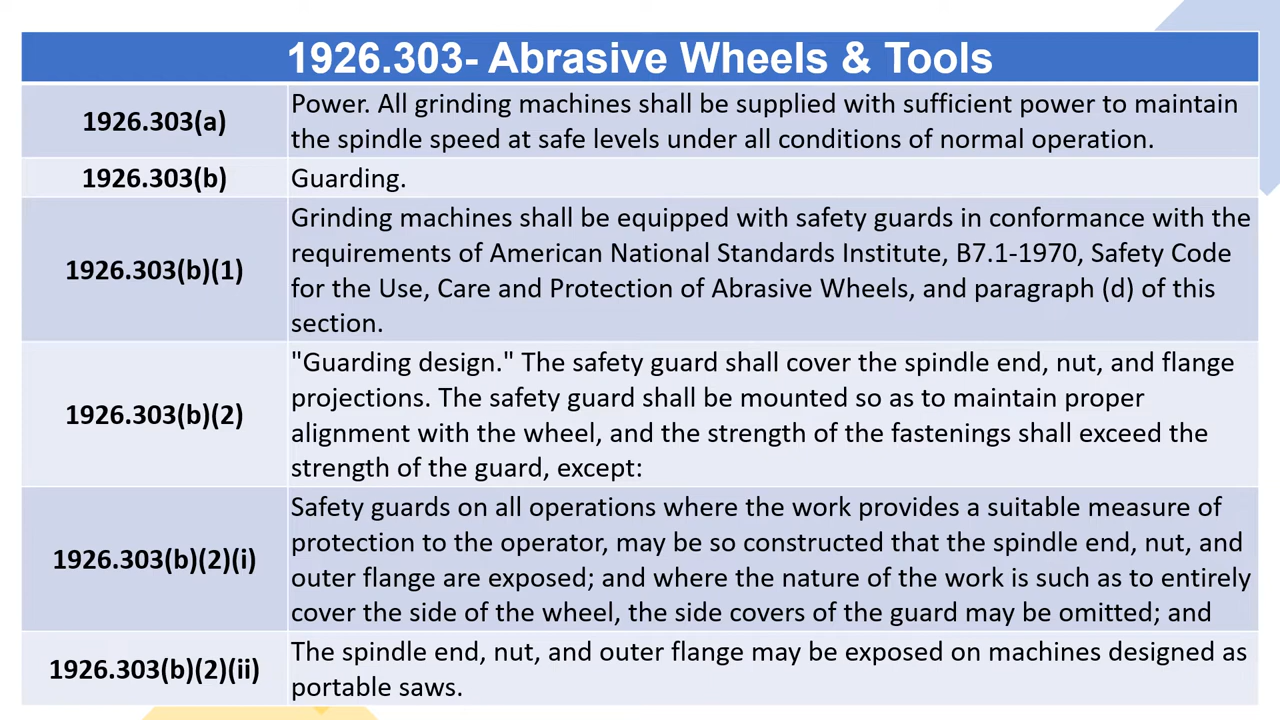 1926.303- Abrasive Wheels & Tools
1926.303(a)
Power. All grinding machines shall be supplied with sufficient power to maintain
the spindle speed at safe levels under all conditions of normal operation.
1926.303(b)
Guarding.
1926.303(b)(1)
Grinding machines shall be equipped with safety guards in conformance with the
requirements of American National Standards Institute, B7.1-1970, Safety Code
for the Use, Care and Protection of Abrasive Wheels, and paragraph (d) of this
section.
1926.303(b)(2)
"Guarding design." The safety guard shall cover the spindle end, nut, and flange
projections. The safety guard shall be mounted so as to maintain proper
alignment with the wheel, and the strength of the fastenings shall exceed the
strength of the guard, except:
1926.303(b)(2)(i)
Safety guards on all operations where the work provides a suitable measure of
protection to the operator, may be so constructed that the spindle end, nut, and
outer flange are exposed; and where the nature of the work is such as to entirely
cover the side of the wheel, the side covers of the guard may be omitted; and
1926.303(b)(2)(ii)
The spindle end, nut, and outer flange may be exposed on machines designed as
portable saws.